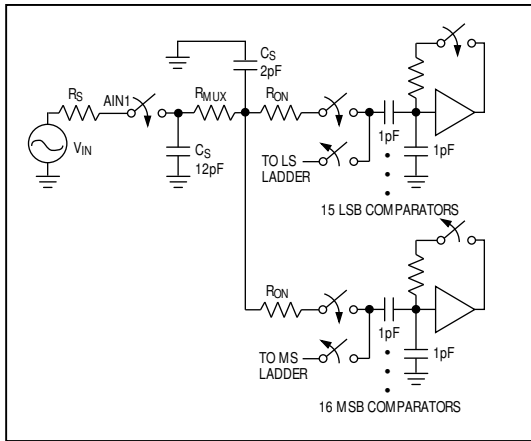 CS
2pF
RS
AIN1
RMUX
RON
VIN
CS
12pF
1pF
1pF
TO LS
LADDER
15 LSB COMPARATORS
RON
1pF
1pF
TO MS
LADDER
16 MSB COMPARATORS